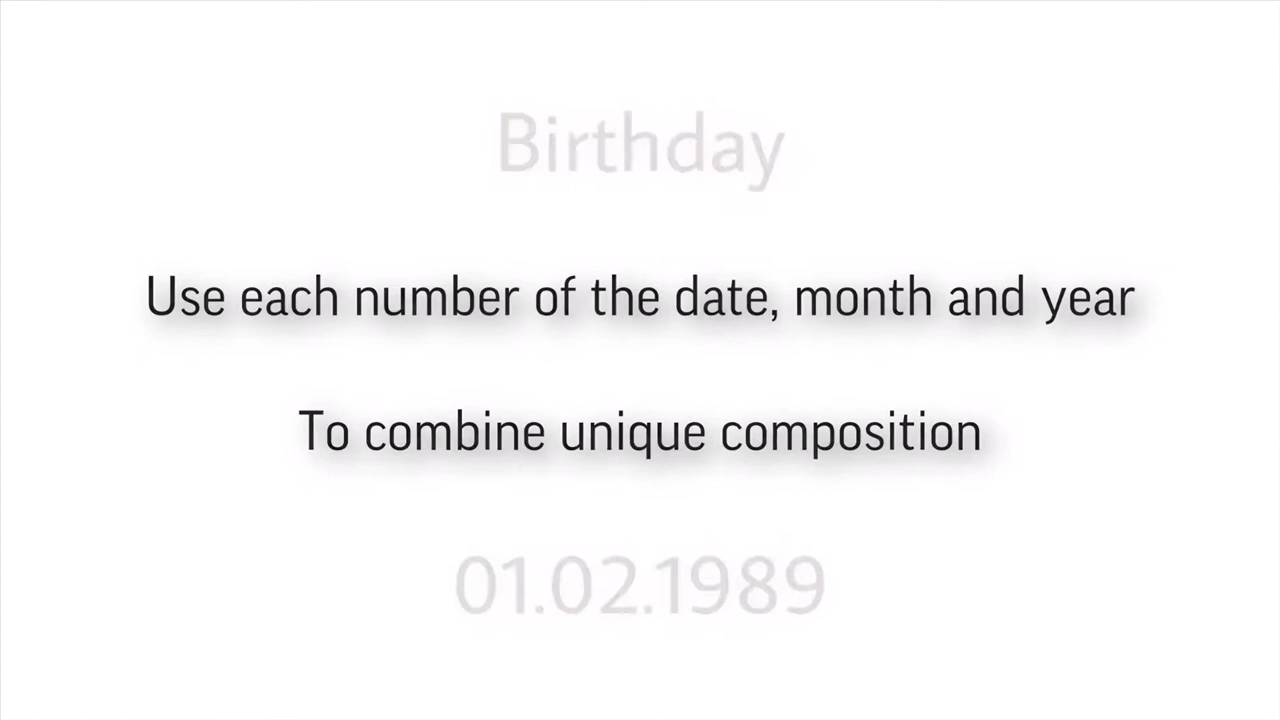 Birthday
Use each number of the date, month and year
To combine unique composition
01.02.1989